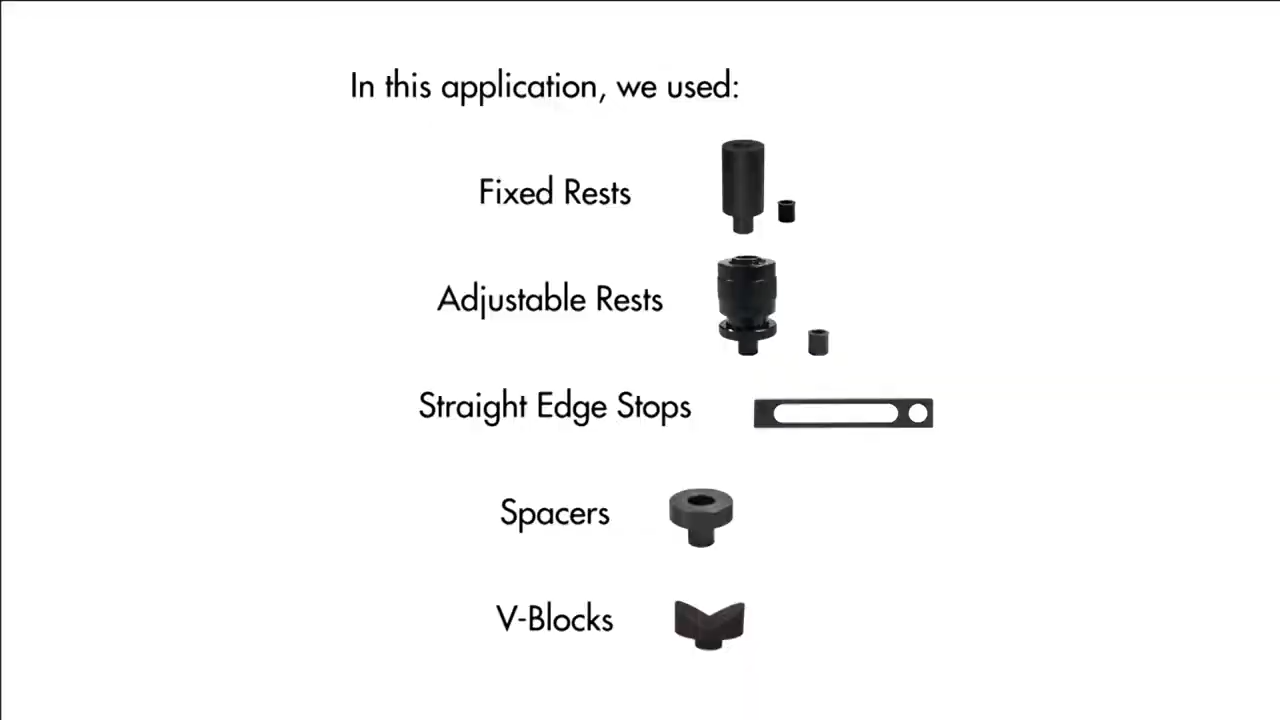 In this application, we used:
Fixed Rests
Adjustable Rests
Straight Edge Stops
Spacers
V-Blocks